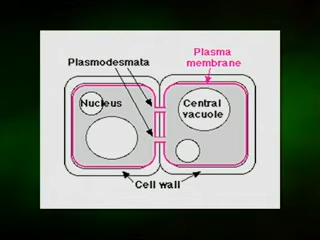 Plasma
membrane
Plasmodesmata
Nucleus
Central
vacuole
Cell wall